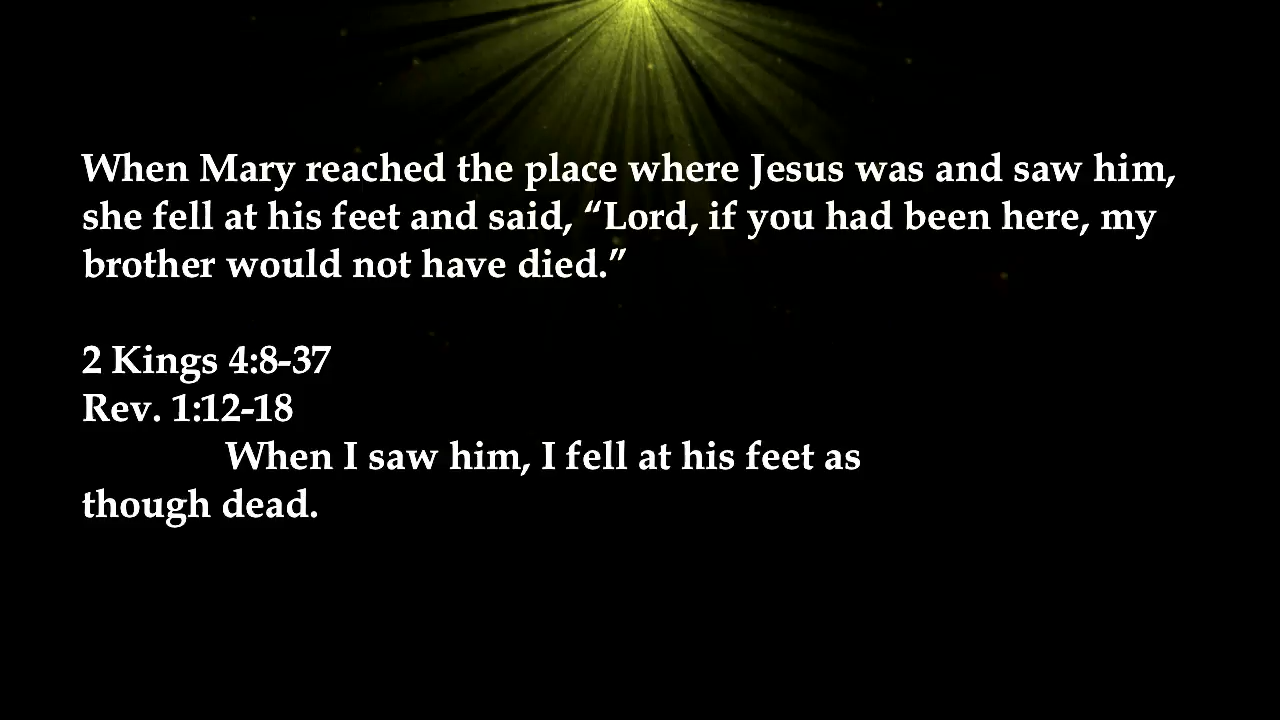 When Mary reached the place where Jesus was and saw him,
she fell at his feet and said, “Lord, if you had been here, my
brother would not have died.”
2 Kings 4:8-37
Rev. 1:12-18
When I saw him, I fell at his feet as
though dead.